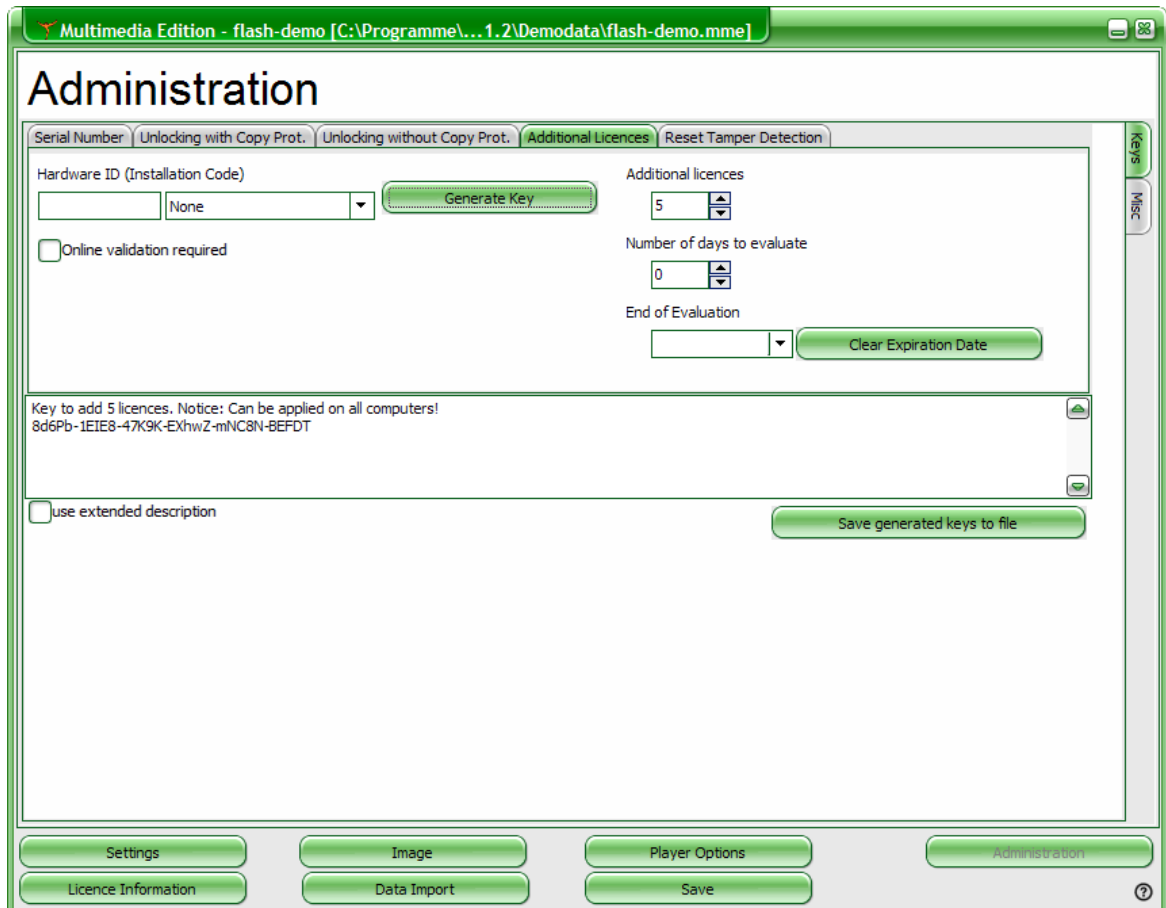 Multimedia Edition - flash-demo [C:\Programme\...1.2\Demodata\flash-demo.mme]
Administration
Serial Number
Unlocking with Copy Prot.
Unlocking without Copy Prot.
Additional Licences
Reset Tamper Detection
Keys
Misc
Hardware ID (Installation Code)
None
Generate Key
Online validation required
Additional licences
5
Number of days to evaluate
0
End of Evaluation
Clear Expiration Date
Key to add 5 licences. Notice: Can be applied on all computers!
8d6Pb-1EIE8-47K9K-EXhwZ-mNC8N-BEFDT
use extended description
Save generated keys to file
Settings
Image
Player Options
Administration
Licence Information
Data Import
Save
?